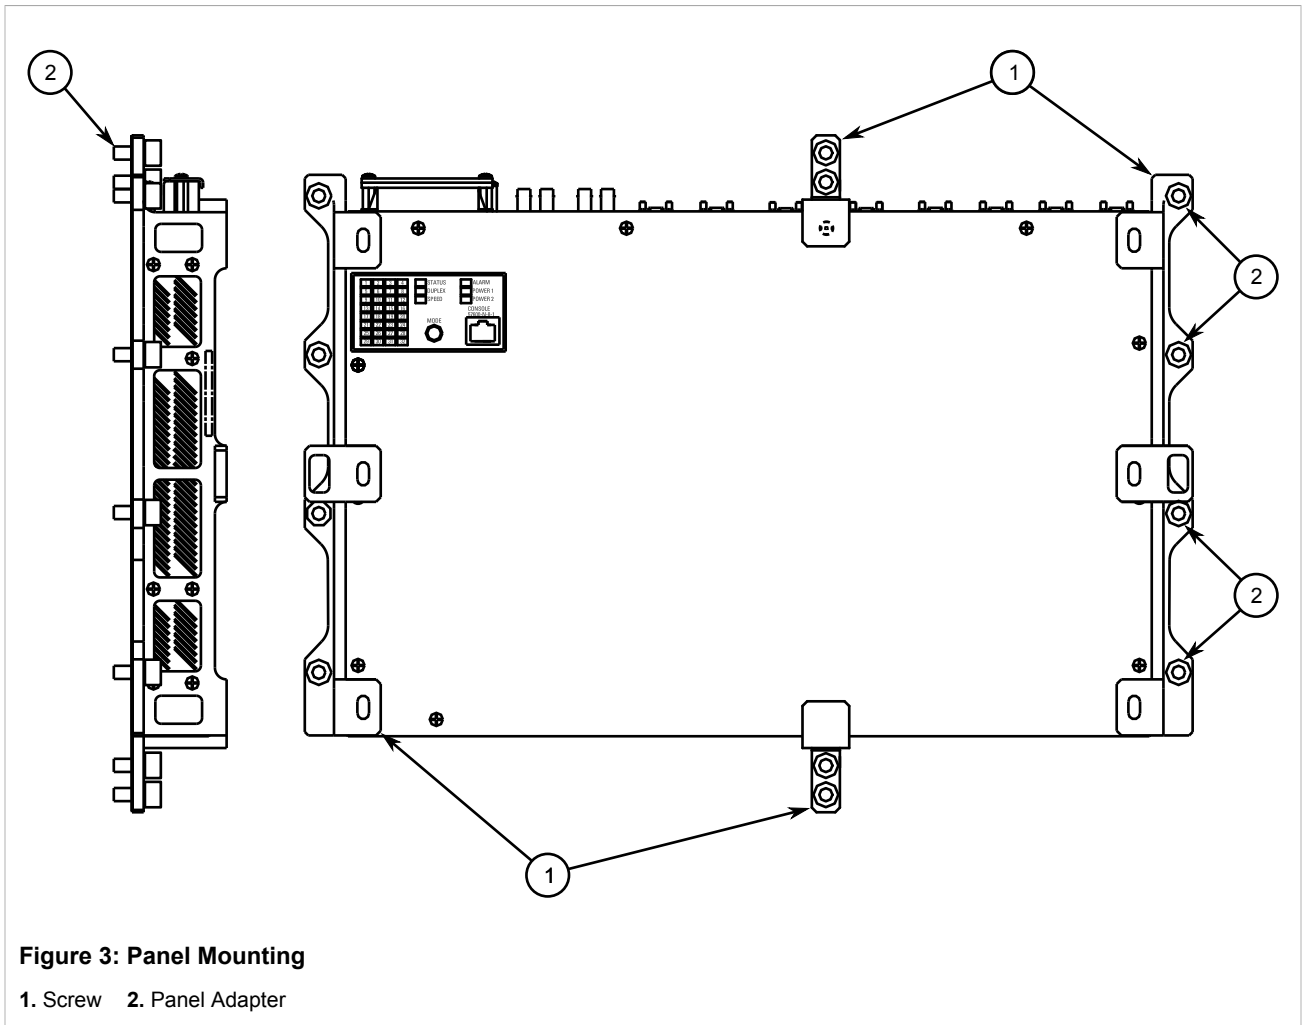 2
1
STATUS
ALARM
DUPLEX
POWER 1
SPEED
POWER 2
CONSOLE
MODE
2
2
1
Figure 3: Panel Mounting
1. Screw 2. Panel Adapter